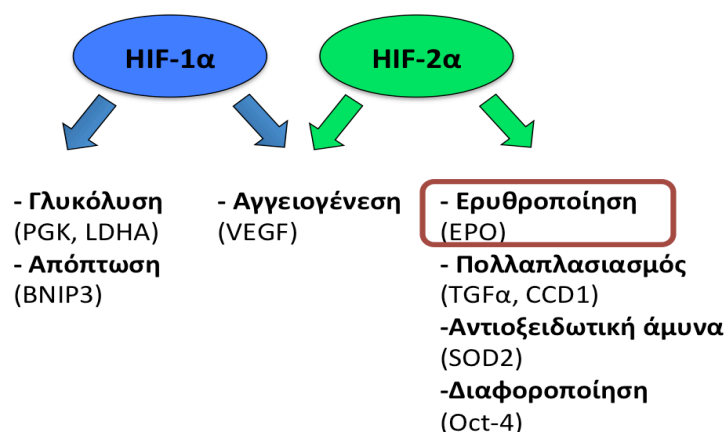 HIF-1α
HIF-2α
- Γλυκόλυση
(PGK, LDHA)
- Απόπτωση
(BNIP3)
- Αγγειογένεση
(VEGF)
- Ερυθροποίηση
(EPO)
- Πολλαπλασιασμός
(TGFα, CCD1)
-Αντιοξειδωτική άμυνα
(SOD2)
-Διαφοροποίηση
(Oct-4)